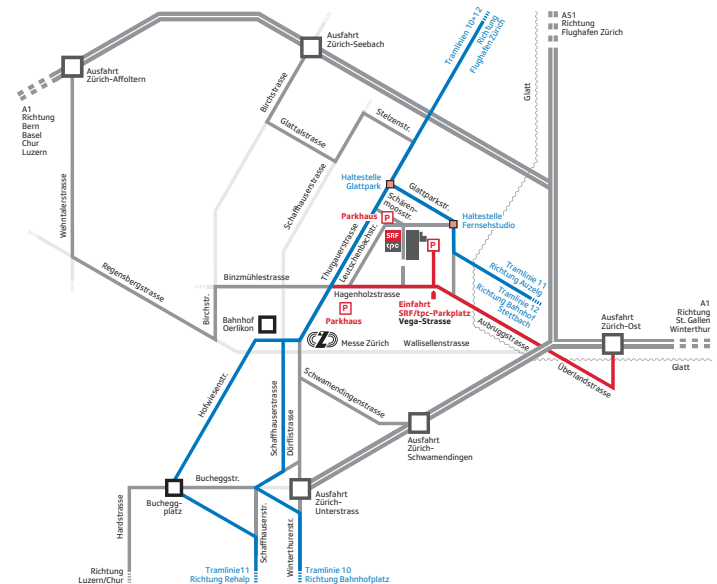 Tramlinien 10+12
Richtung
Flughafen Zürich
A51
Richtung
Flughafen Zürich
Ausfahrt
Zürich-Seebach
Ausfahrt
Zürich-Affoltern
A1
Richtung
Bern
Basel
Chur
Luzern
Birchstrasse
Glattalstrasse
Stelzenstr.
Glatt
Schaffhauserstrasse
Haltestelle
Glattpark
Glattparkstr.
Schären-
moosstr.
Parkhaus
P
Haltestelle
Fernsehstudio
Wehntalerstrasse
Thurgauerstrasse
Leutschenbachstr.
SRF
tpc
P
Regensbergstrasse
Binzmühlestrasse
Hagenholzstrasse
Tramlinie 11
Richtung Auzelg
Tramlinie 12
Richtung Bahnhof
Stettbach
Birchstr.
P
Parkhaus
Einfahrt
SRF/tpc-Parkplatz
Vega-Strasse
Bahnhof
Oerlikon
Messe Zürich
Wallisellenstrasse
Aubruggstrasse
Ausfahrt
Zürich-Ost
A1
Richtung
St. Gallen
Winterthur
Glatt
Überlandstrasse
Hofwiesenstr.
Schaffhauserstrasse
Dörflistrasse
Schwamendingenstrasse
Ausfahrt
Zürich-
Schwamendingen
Bucheggstr.
Buchegg-
platz
Ausfahrt
Zürich-
Unterstrass
Hardstrasse
Schaffhauserstr.
Winterthurerstr.
Richtung
Luzern/Chur
Tramlinie11
Richtung Rehalp
Tramlinie 10
Richtung Bahnhofplatz